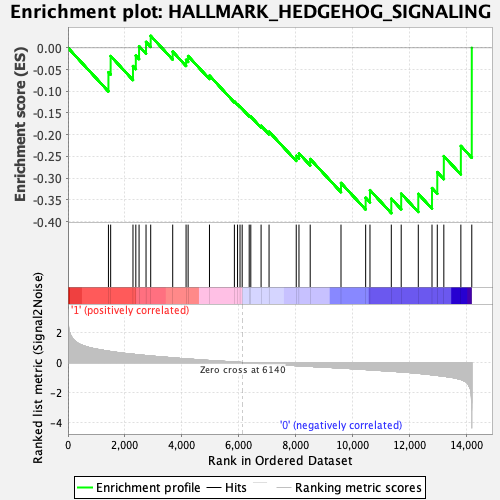 Enrichment plot: HALLMARK_HEDGEHOG_SIGNALING
Enrichment score (ES)
0.00
-0.05
-0.10
-0.15
-0.20
-0.25
-0.30
-0.35
-0.40
'1' (positively correlated)
Ranked list metric (Signal2Noise)
2
0
-2
-4
Zero cross at 6140
'0' (negatively correlated)
0 2,000 4,000 6,000 8,000 10,000 12,000 14,000
Rank in Ordered Dataset
Enrichment profile Hits Ranking metric scores